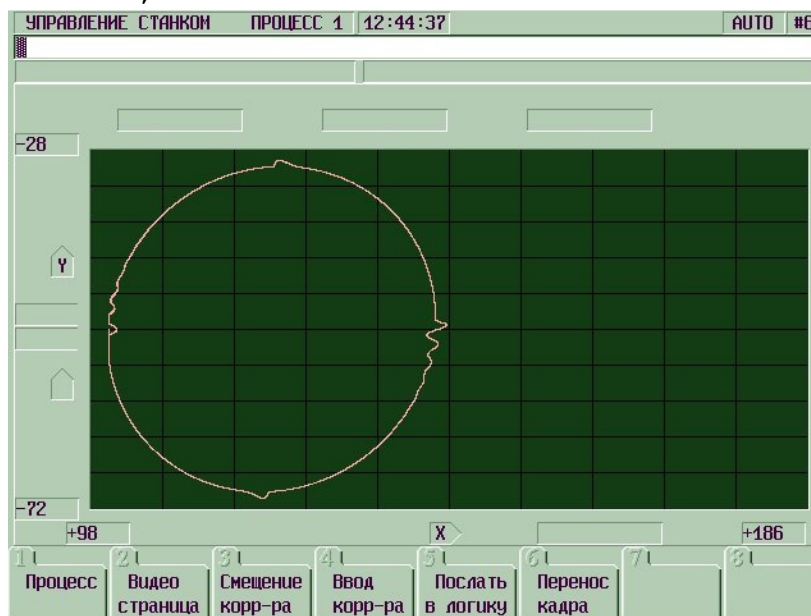 УПРАВЛЕНИЕ СТАНКОМ ПРОЦЕСС 1 12:44:37 AUTO #6
-28
Y
-72
+98 X +186
1 2 3 4 5 6 7 8
Процесс Видео Смещение Ввод Послать Перенос
страница корр-ра корр-ра в логику кадра